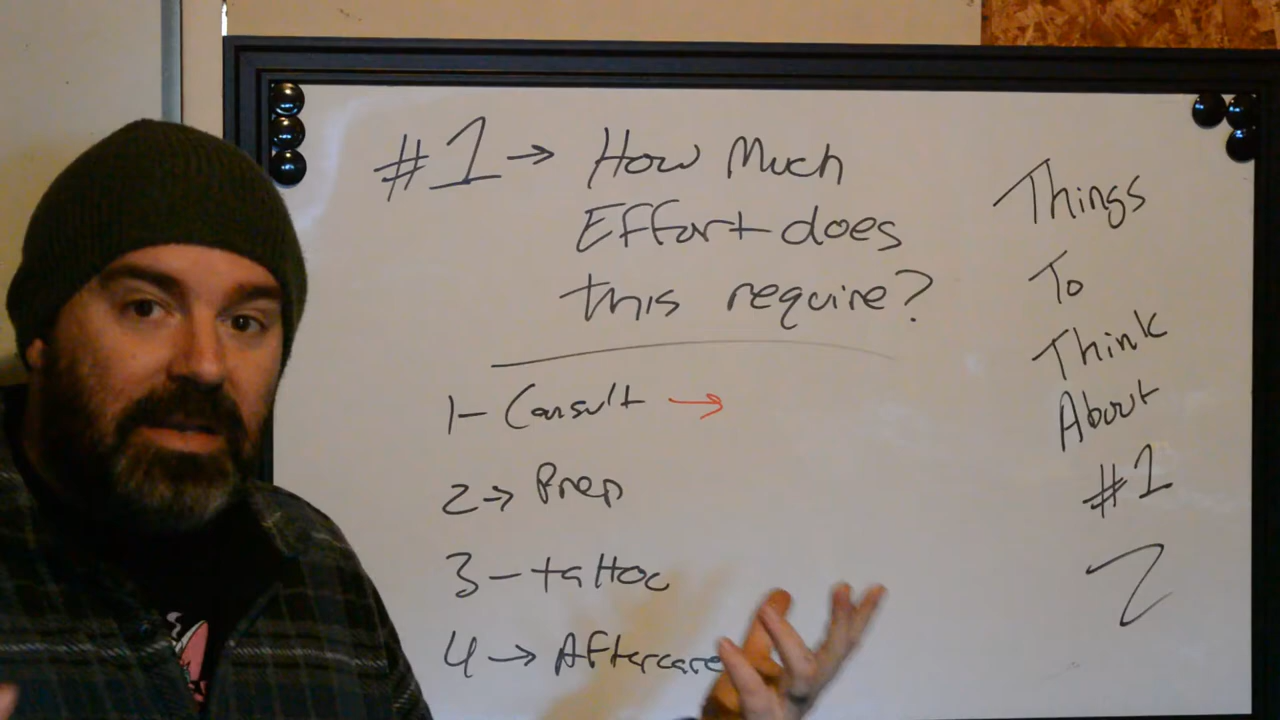 #1 → How Much
Effort does
this require?
1- Consult →
2 → Prep
3 - tattoo
4 → Aftercare
Things
To
Think
About
#1